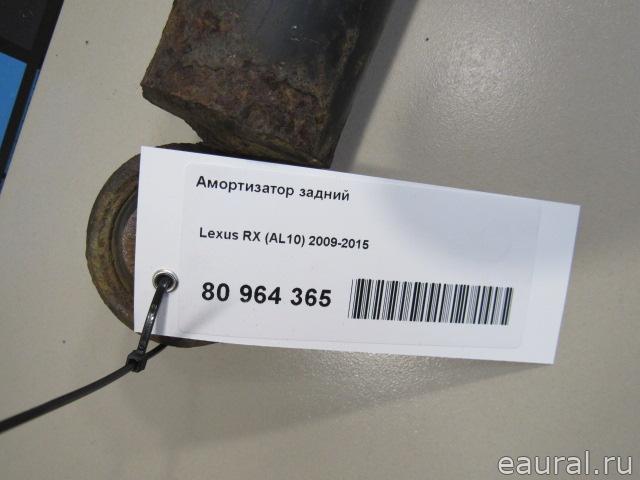 Амортизатор задний
Lexus RX (AL10) 2009-2015
80 964 365
eaural.ru